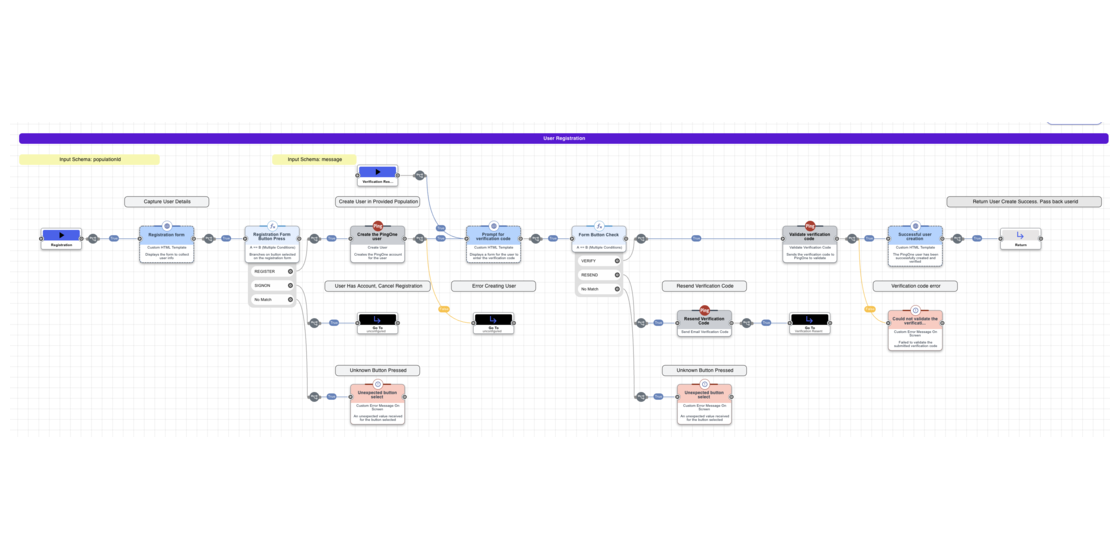 User Registration
Input Schema: populationId
Input Schema: message
Verification Res...
Capture User Details
Create User in Provided Population
Return User Create Success. Pass back userid
Registration
Registration form
Custom HTML Template
Displays the form to collect
user info
Registration Form
Button Press
A == B (Multiple Conditions)
Branches on button selected
on the registration form
REGISTER
SIGNON
No Match
Create the PingOne
user
Create User
Creates the PingOne account
for the user
Prompt for
verification code
Custom HTML Template
Displays a form for the user to
enter the verification code
Form Button Check
A == B (Multiple Conditions)
VERIFY
RESEND
No Match
Validate verification
code
Validate Verification Code
Sends the verification code to
PingOne to validate
Successful user
creation
Custom HTML Template
The PingOne user has been
successfully created and
verified
Return
User Has Account. Cancel Registration
Error Creating User
Resend Verification Code
Verification code error
Go To
unconfigured
Go To
unconfigured
Resend Verification
Code
Send Email Verification Code
Go To
Could not validate the
verificati...
Custom Error Message On
Screen
Failed to validate the
submitted verification code
Unknown Button Pressed
Unknown Button Pressed
Unexpected button
select
Custom Error Message On
Screen
An unexpected value received
for the button selected
Unexpected button
select
Custom Error Message On
Screen
An unexpected value received
for the button selected